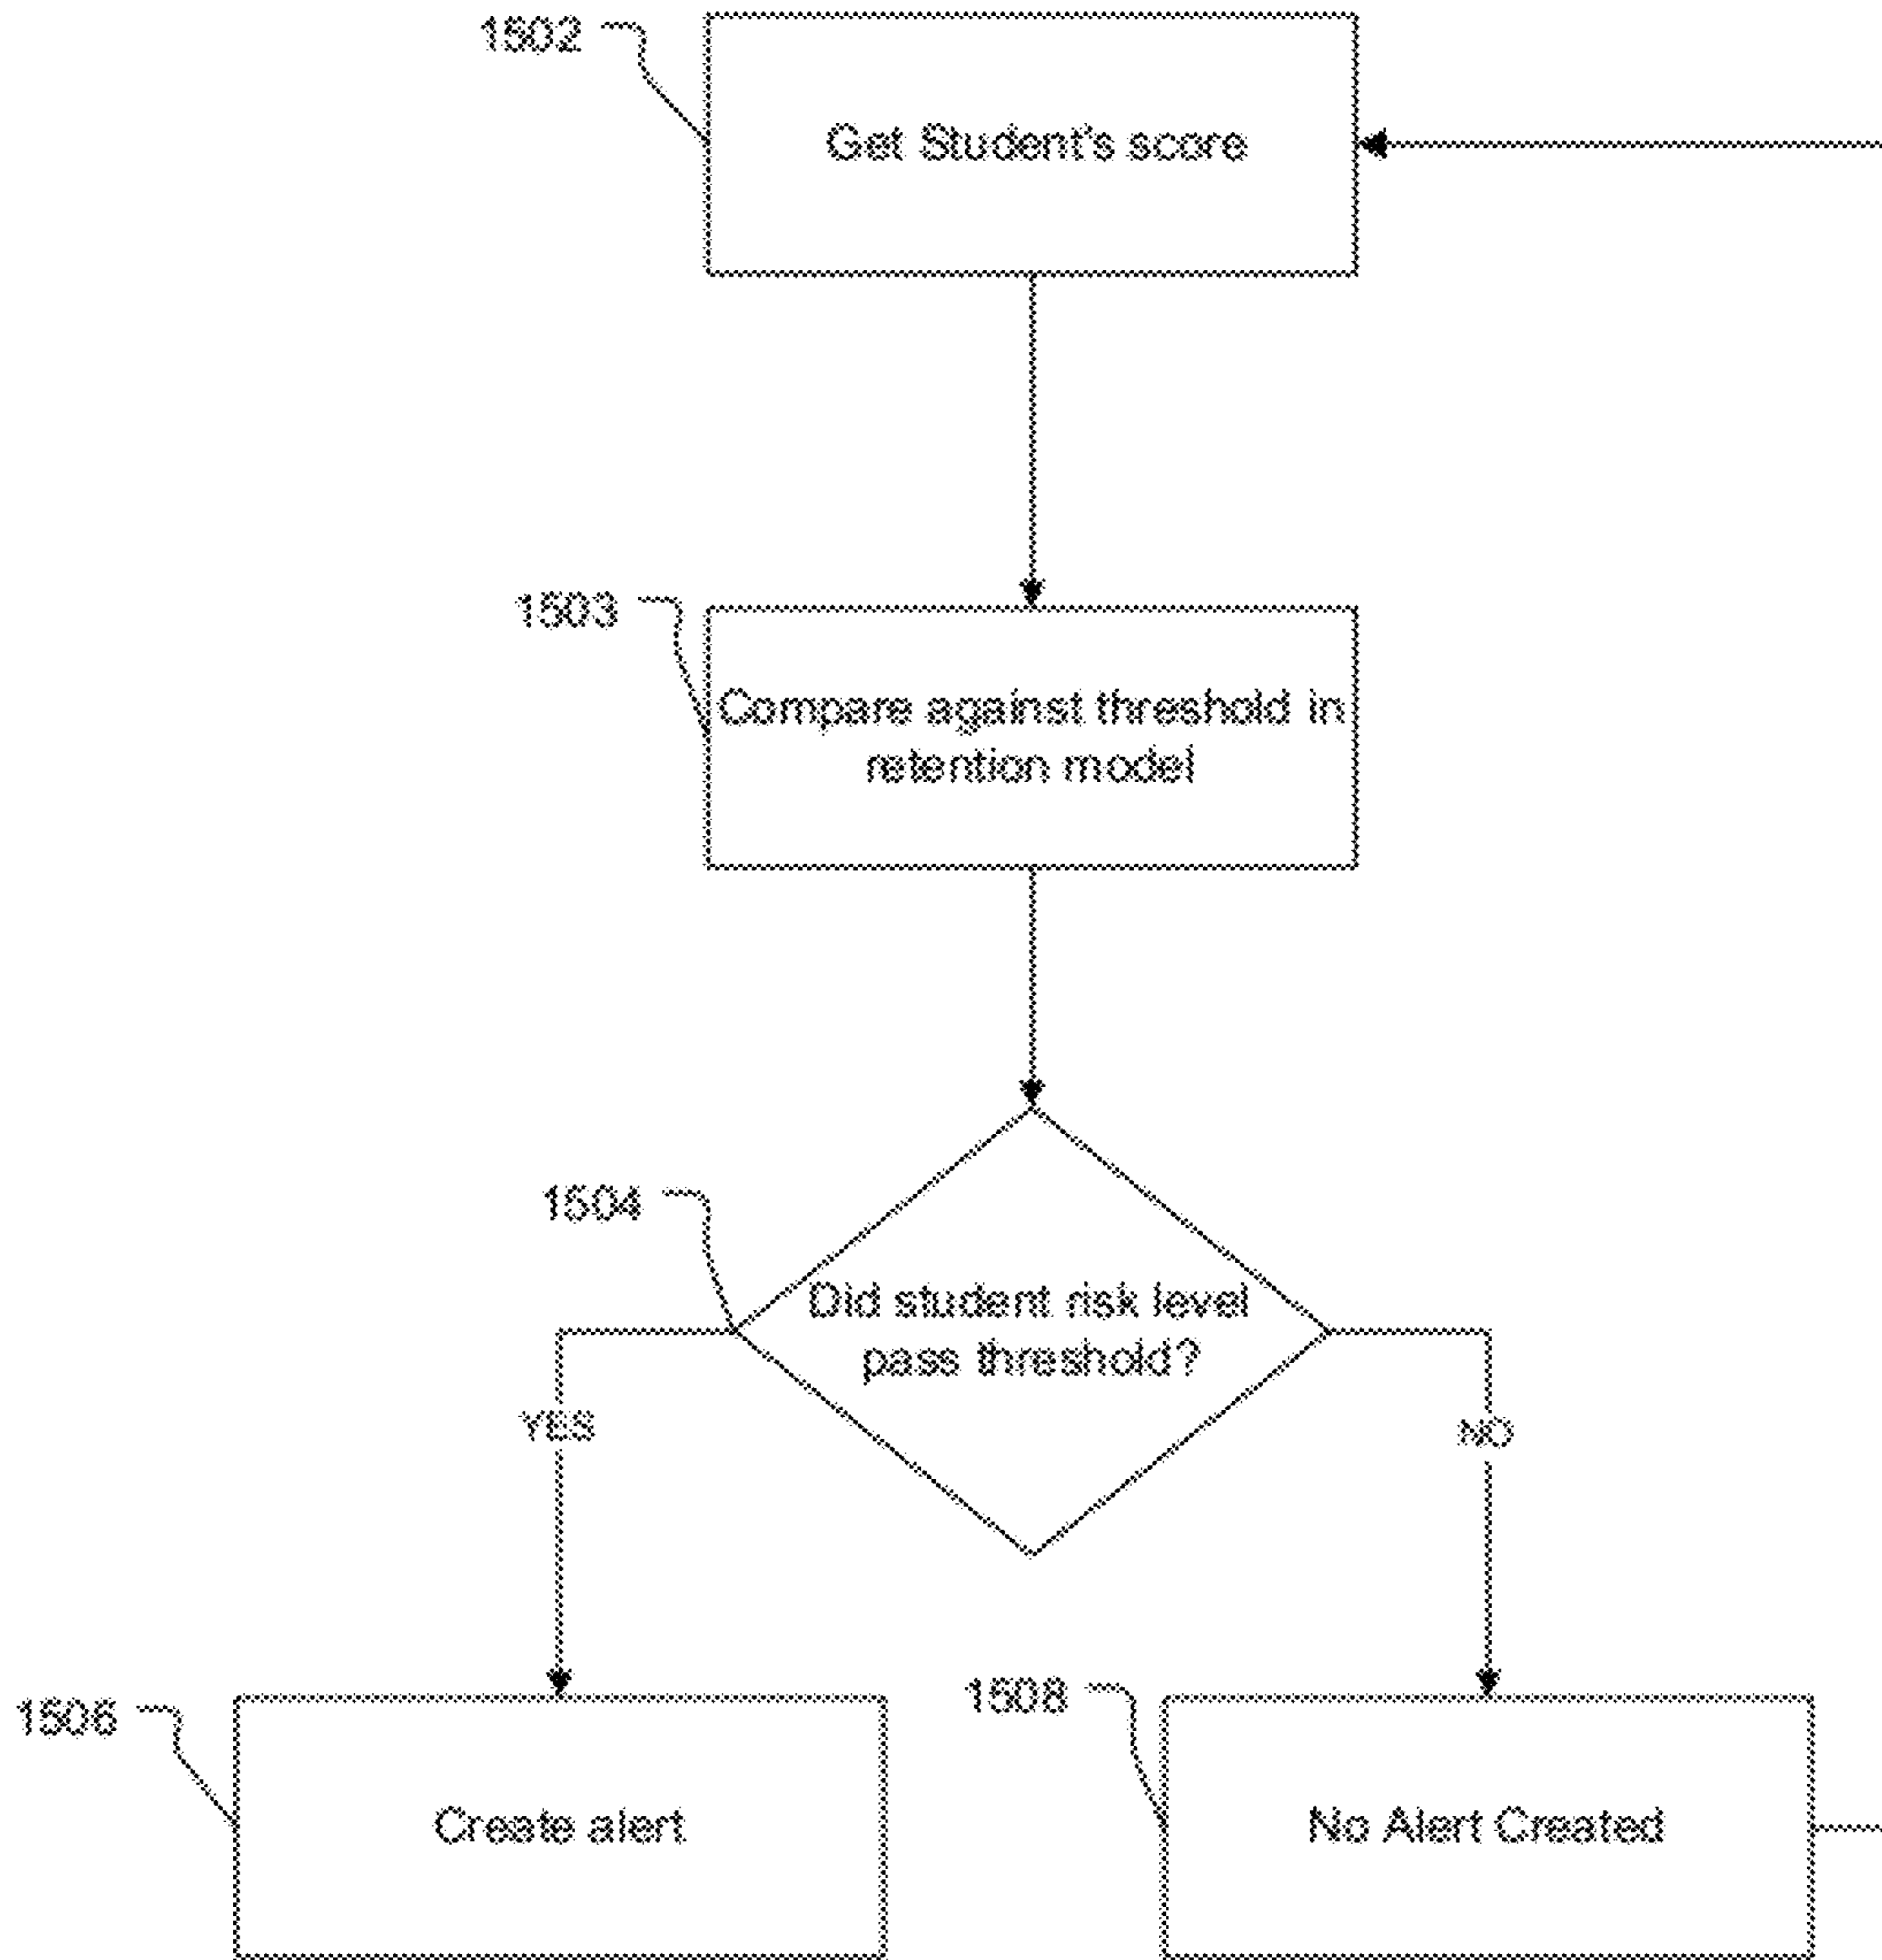 1502
Get Student's score
1503
Compare against threshold in
retention model
1504
Did student risk level
pass threshold?
YES
NO
1506
Create alert
1508
No Alert Created